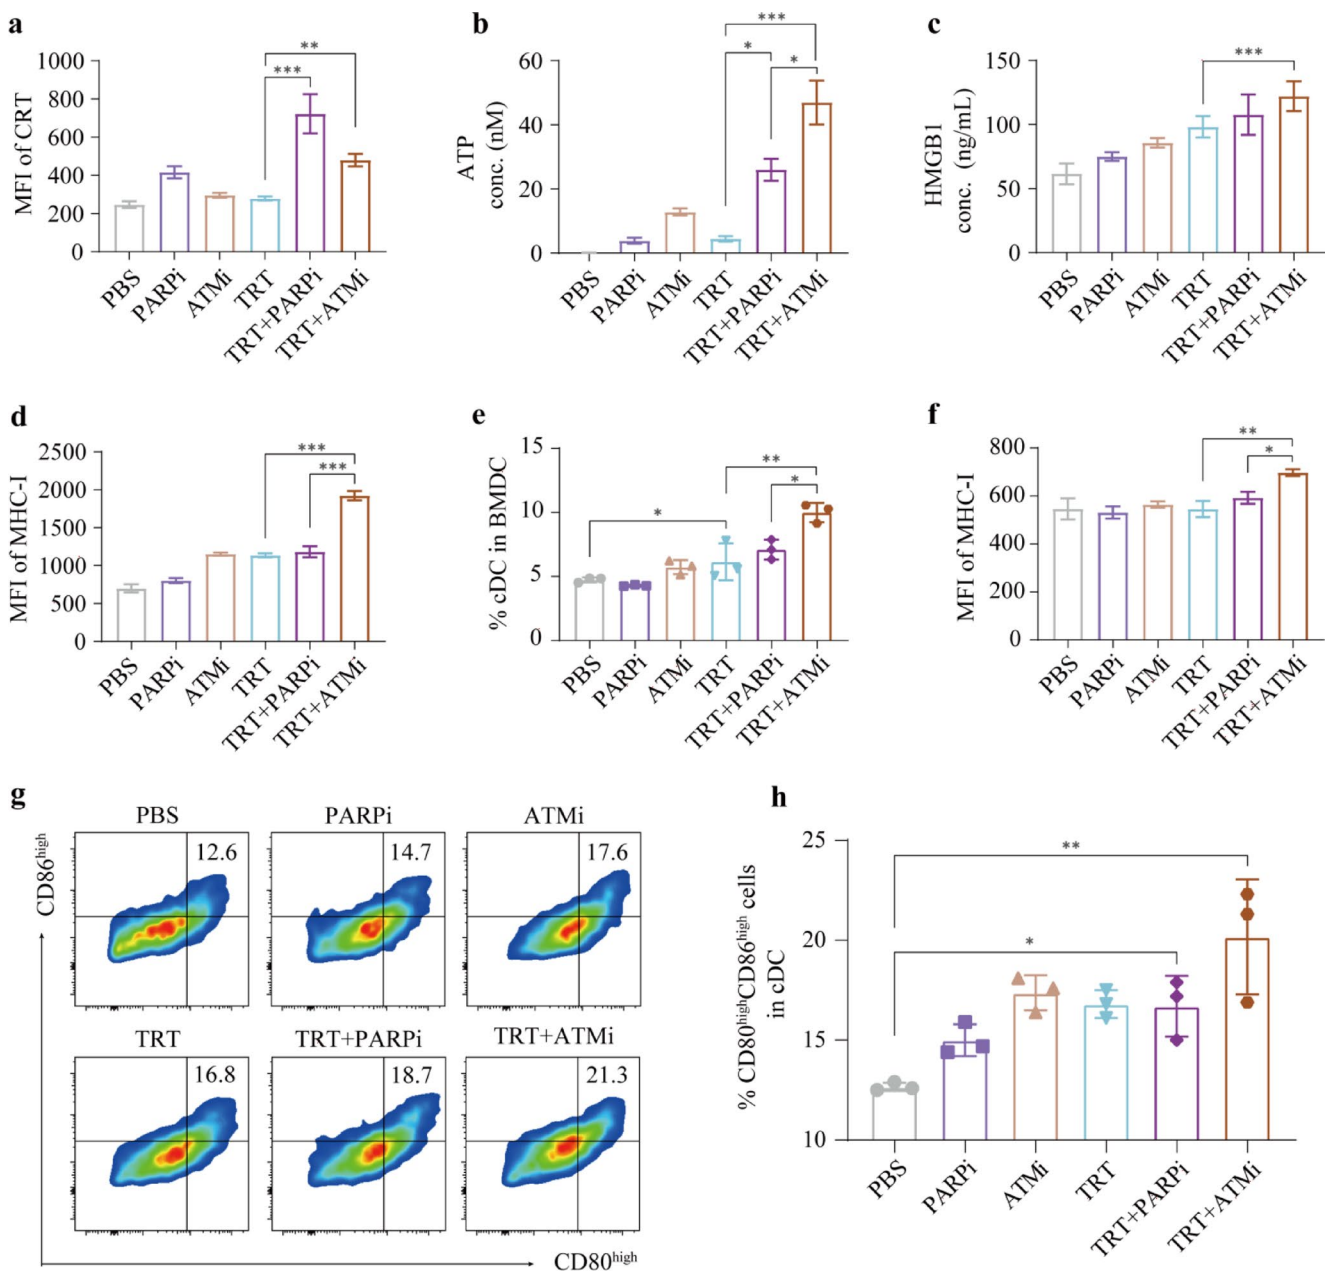 a
MFI of CRT
1000
800
600
400
200
0
***
**
PBS
PARPi
ATMi
TRT
TRT+PARPi
TRT+ATMi
b
ATP
conc. (nM)
60
40
20
0
***
*
*
PBS
PARPi
ATMi
TRT
TRT+PARPi
TRT+ATMi
c
HMGB1
conc. (ng/mL)
150
100
50
0
***
PBS
PARPi
ATMi
TRT
TRT+PARPi
TRT+ATMi
d
MFI of MHC-I
2500
2000
1500
1000
500
0
***
***
PBS
PARPi
ATMi
TRT
TRT+PARPi
TRT+ATMi
e
% cDC in BMDC
15
10
5
0
**
*
*
PBS
PARPi
ATMi
TRT
TRT+PARPi
TRT+ATMi
f
MFI of MHC-I
800
600
400
200
0
**
*
PBS
PARPi
ATMi
TRT
TRT+PARPi
TRT+ATMi
g
CD86high
PBS
12.6
PARPi
14.7
ATMi
17.6
TRT
16.8
TRT+PARPi
18.7
TRT+ATMi
21.3
CD80high
h
% CD80highCD86high cells
in cDC
25
20
15
10
**
*
PBS
PARPi
ATMi
TRT
TRT+PARPi
TRT+ATMi